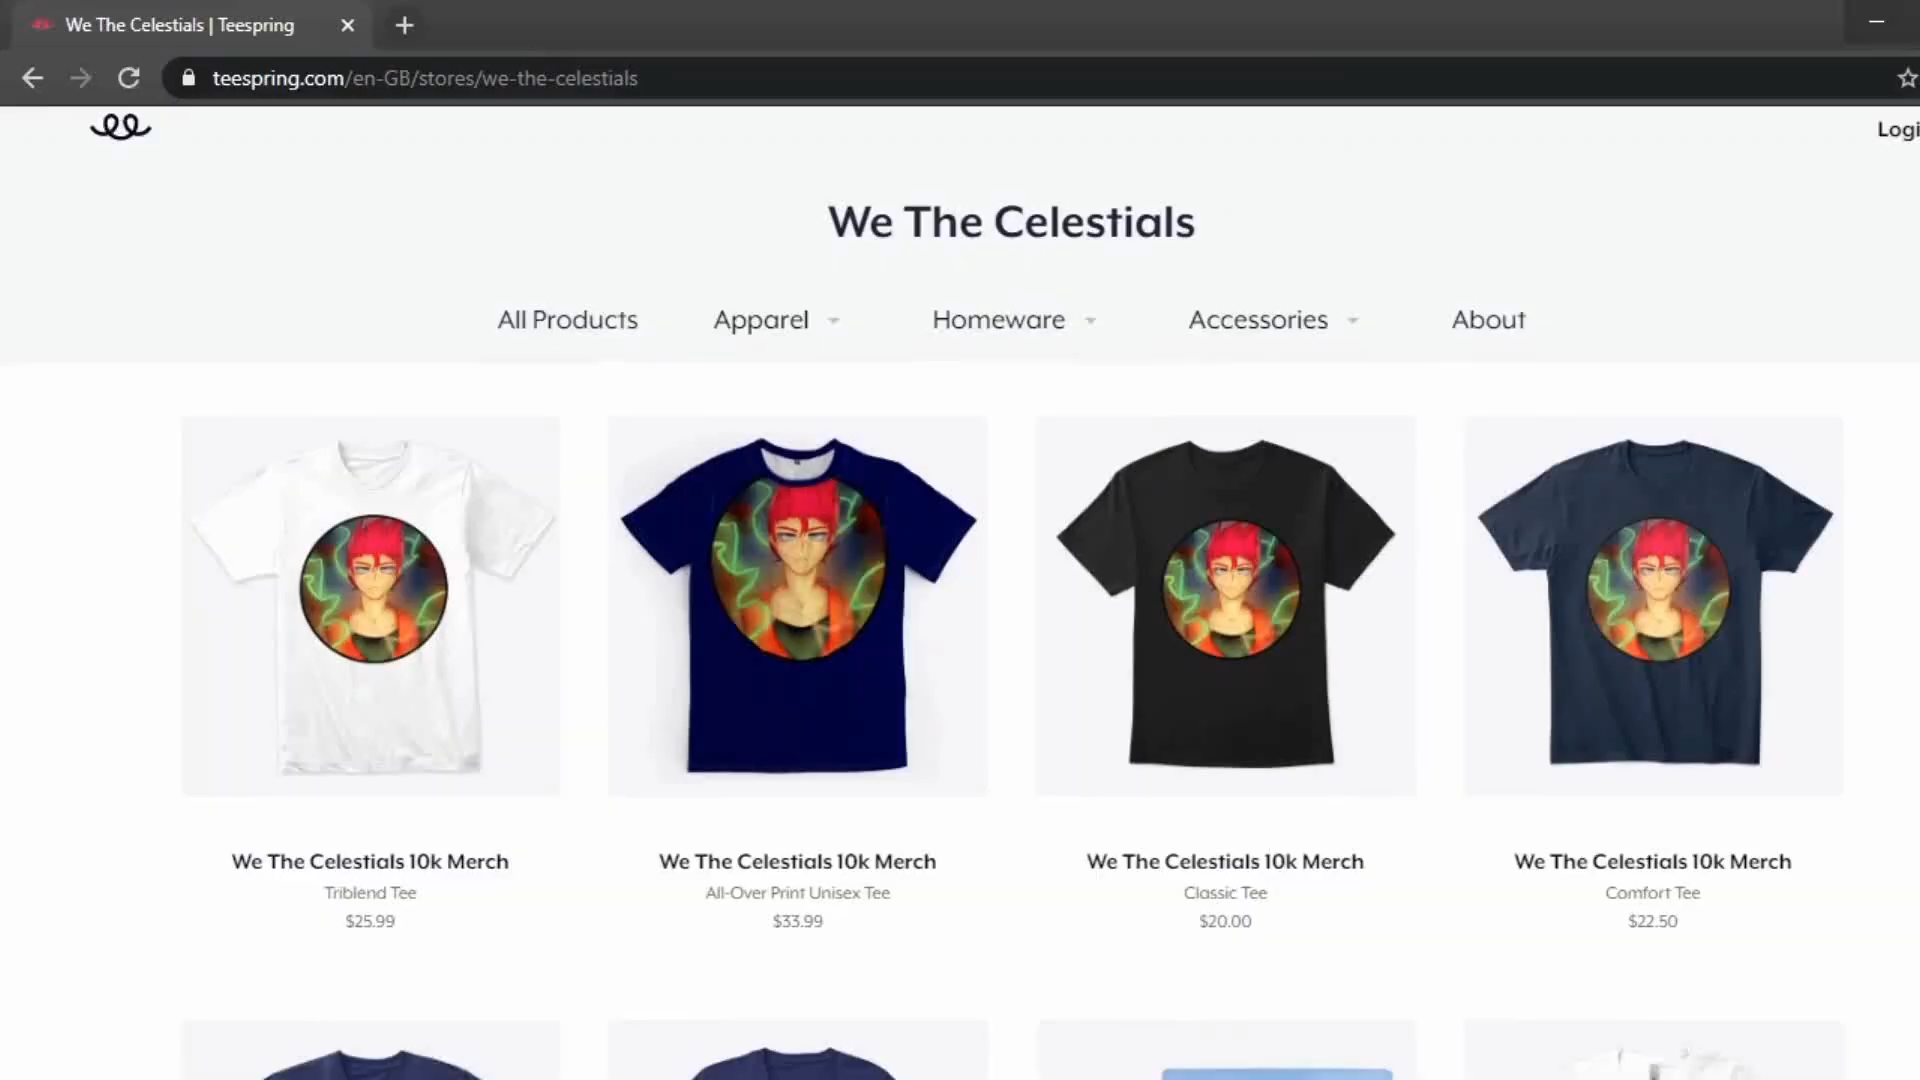 We The Celestials | Teespring
teespring.com/en-GB/stores/we-the-celestials
Logi
We The Celestials
All Products Apparel Homeware Accessories About
We The Celestials 10k Merch
Triblend Tee
$25.99
We The Celestials 10k Merch
All-Over Print Unisex Tee
$33.99
We The Celestials 10k Merch
Classic Tee
$20.00
We The Celestials 10k Merch
Comfort Tee
$22.50